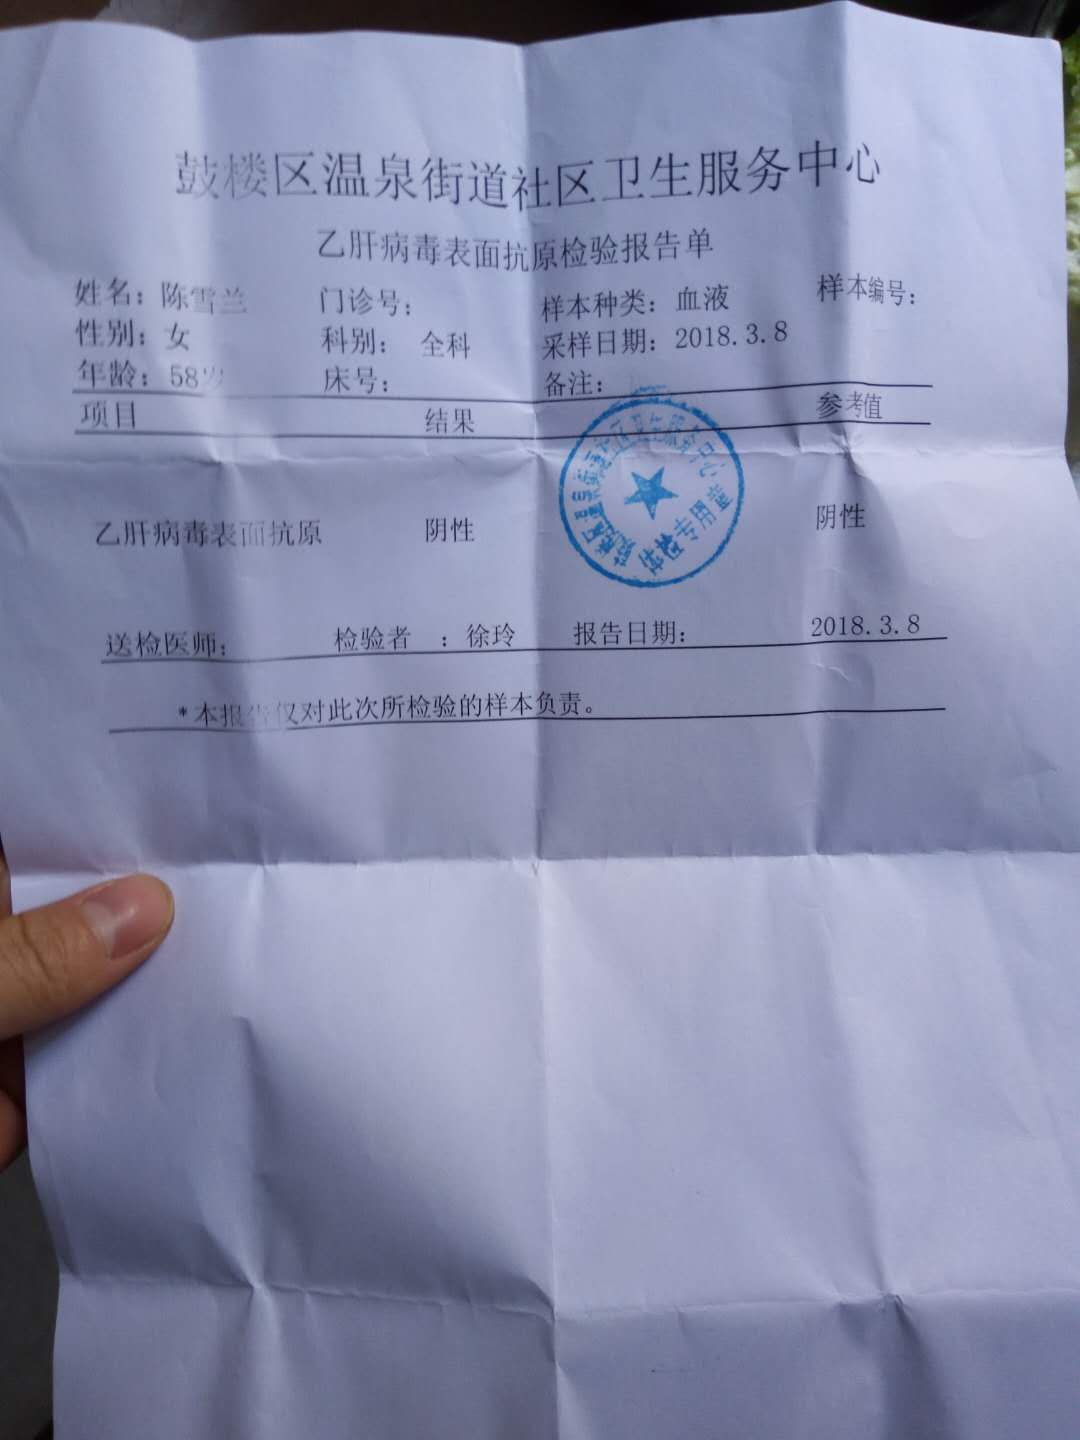 鼓楼区温泉街道社区卫生服务中心
乙肝病毒表面抗原检验报告单
姓名：陈雪兰 门诊号： 样本种类：血液 样本编号：
性别：女 科别：全科 采样日期：2018.3.8
年龄：58岁 床号： 备注：
项目 结果 参考值
乙肝病毒表面抗原 阴性 阴性
送检医师： 检验者：徐玲 报告日期： 2018.3.8
*本报告仅对此次所检验的样本负责。